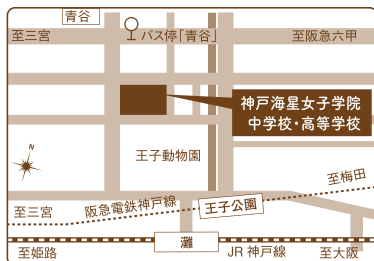 青谷
至三宮
バス停「青谷」
至阪急六甲
神戸海星女子学院
中学校・高等学校
N
王子動物園
至梅田
至三宮
阪急電鉄神戸線
王子公園
至姫路
灘
JR 神戸線
至大阪